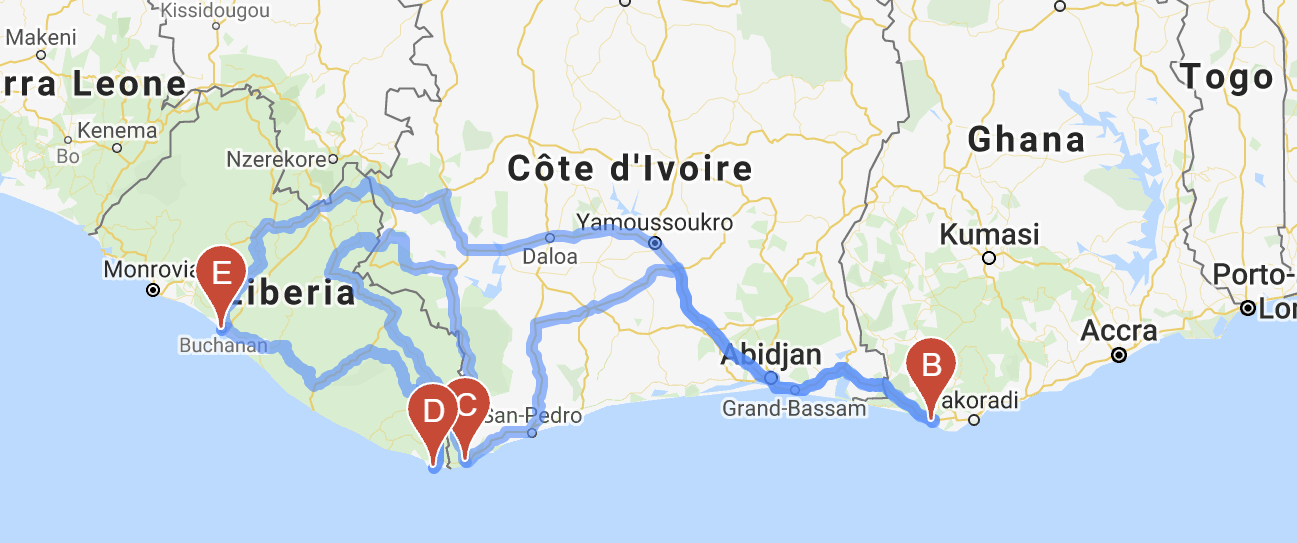 Kissidougou
Makeni
rra Leone
Togo
Kenema
Bo
Ghana
Nzerekore
Côte d'Ivoire
Yamoussoukro
Kumasi
Daloa
Monrovia
E
Liberia
Porto-
Lor
Accra
Buchanan
Abidjan
B
D
C
San-Pedro
Grand-Bassam
akoradi